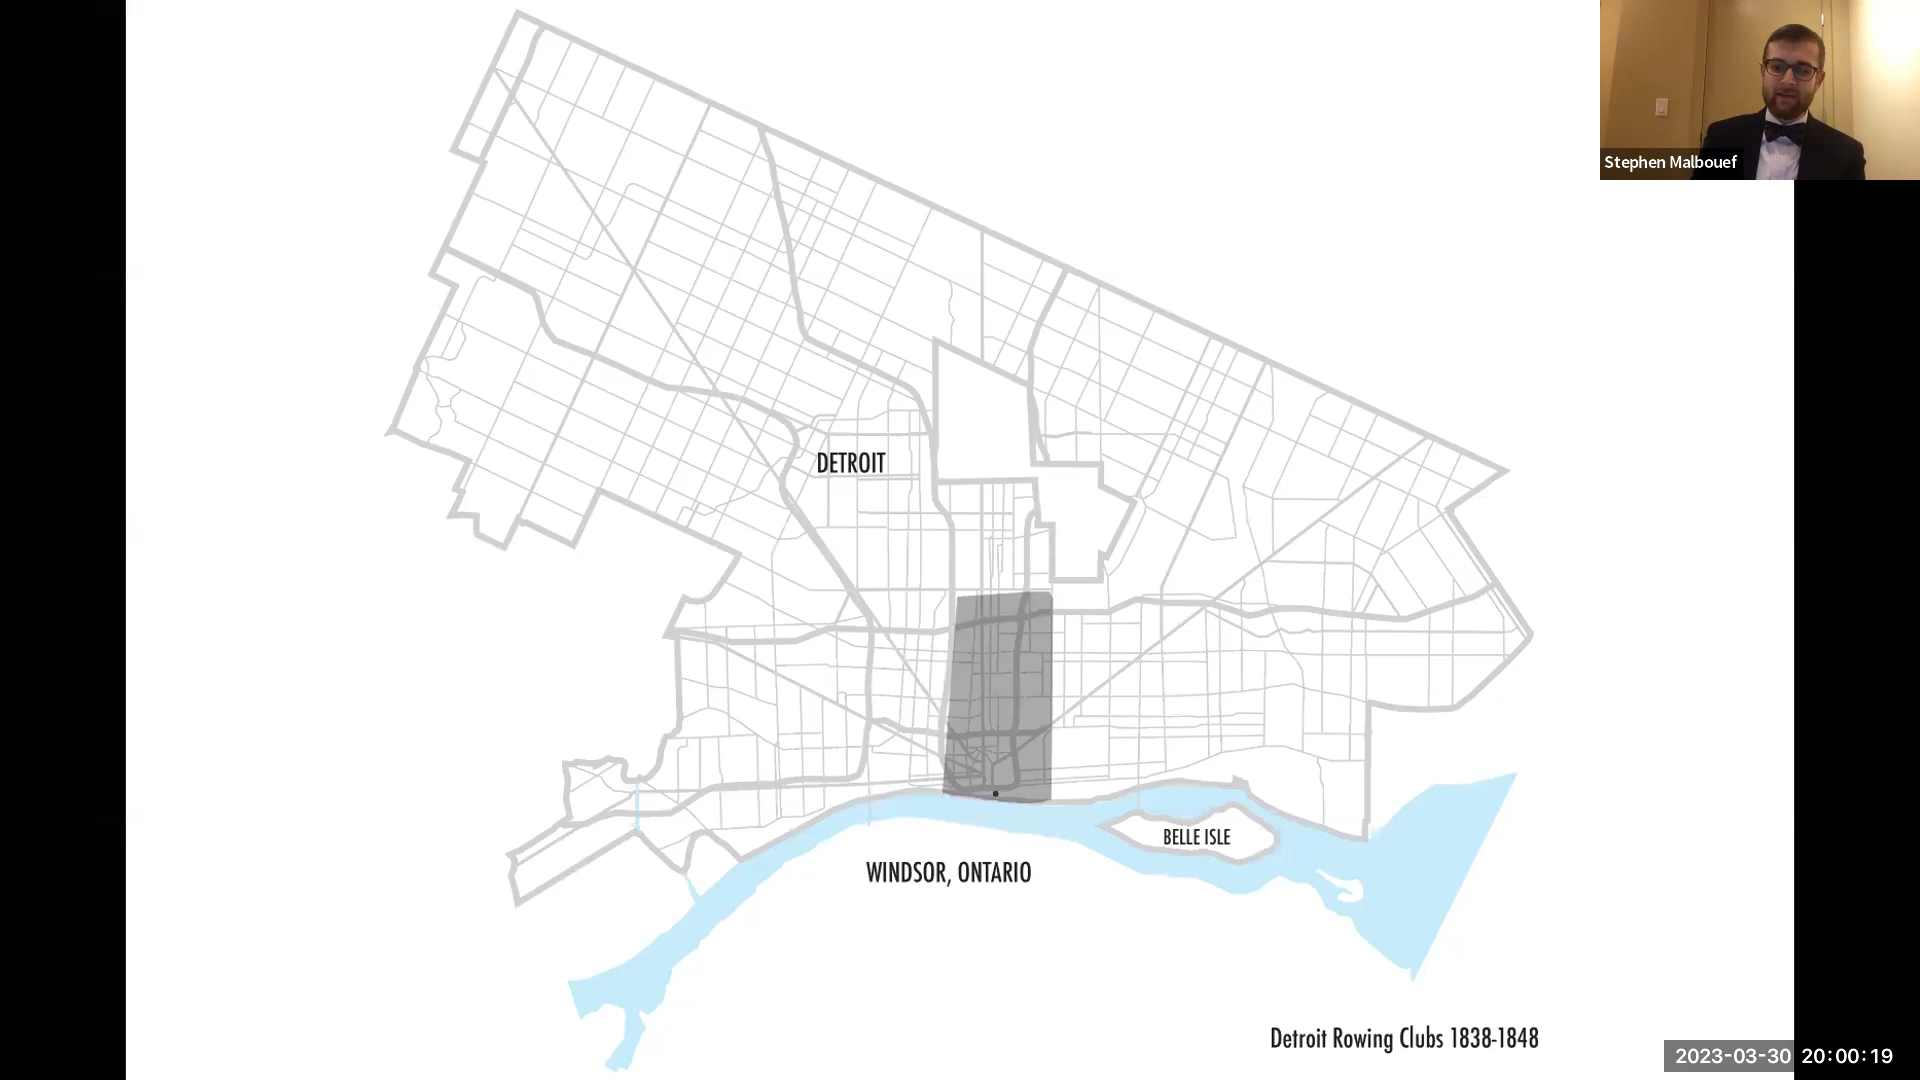 Stephen Malbouef
DETROIT
BELLE ISLE
WINDSOR, ONTARIO
Detroit Rowing Clubs 1838-1848
2023-03-30 20:00:19